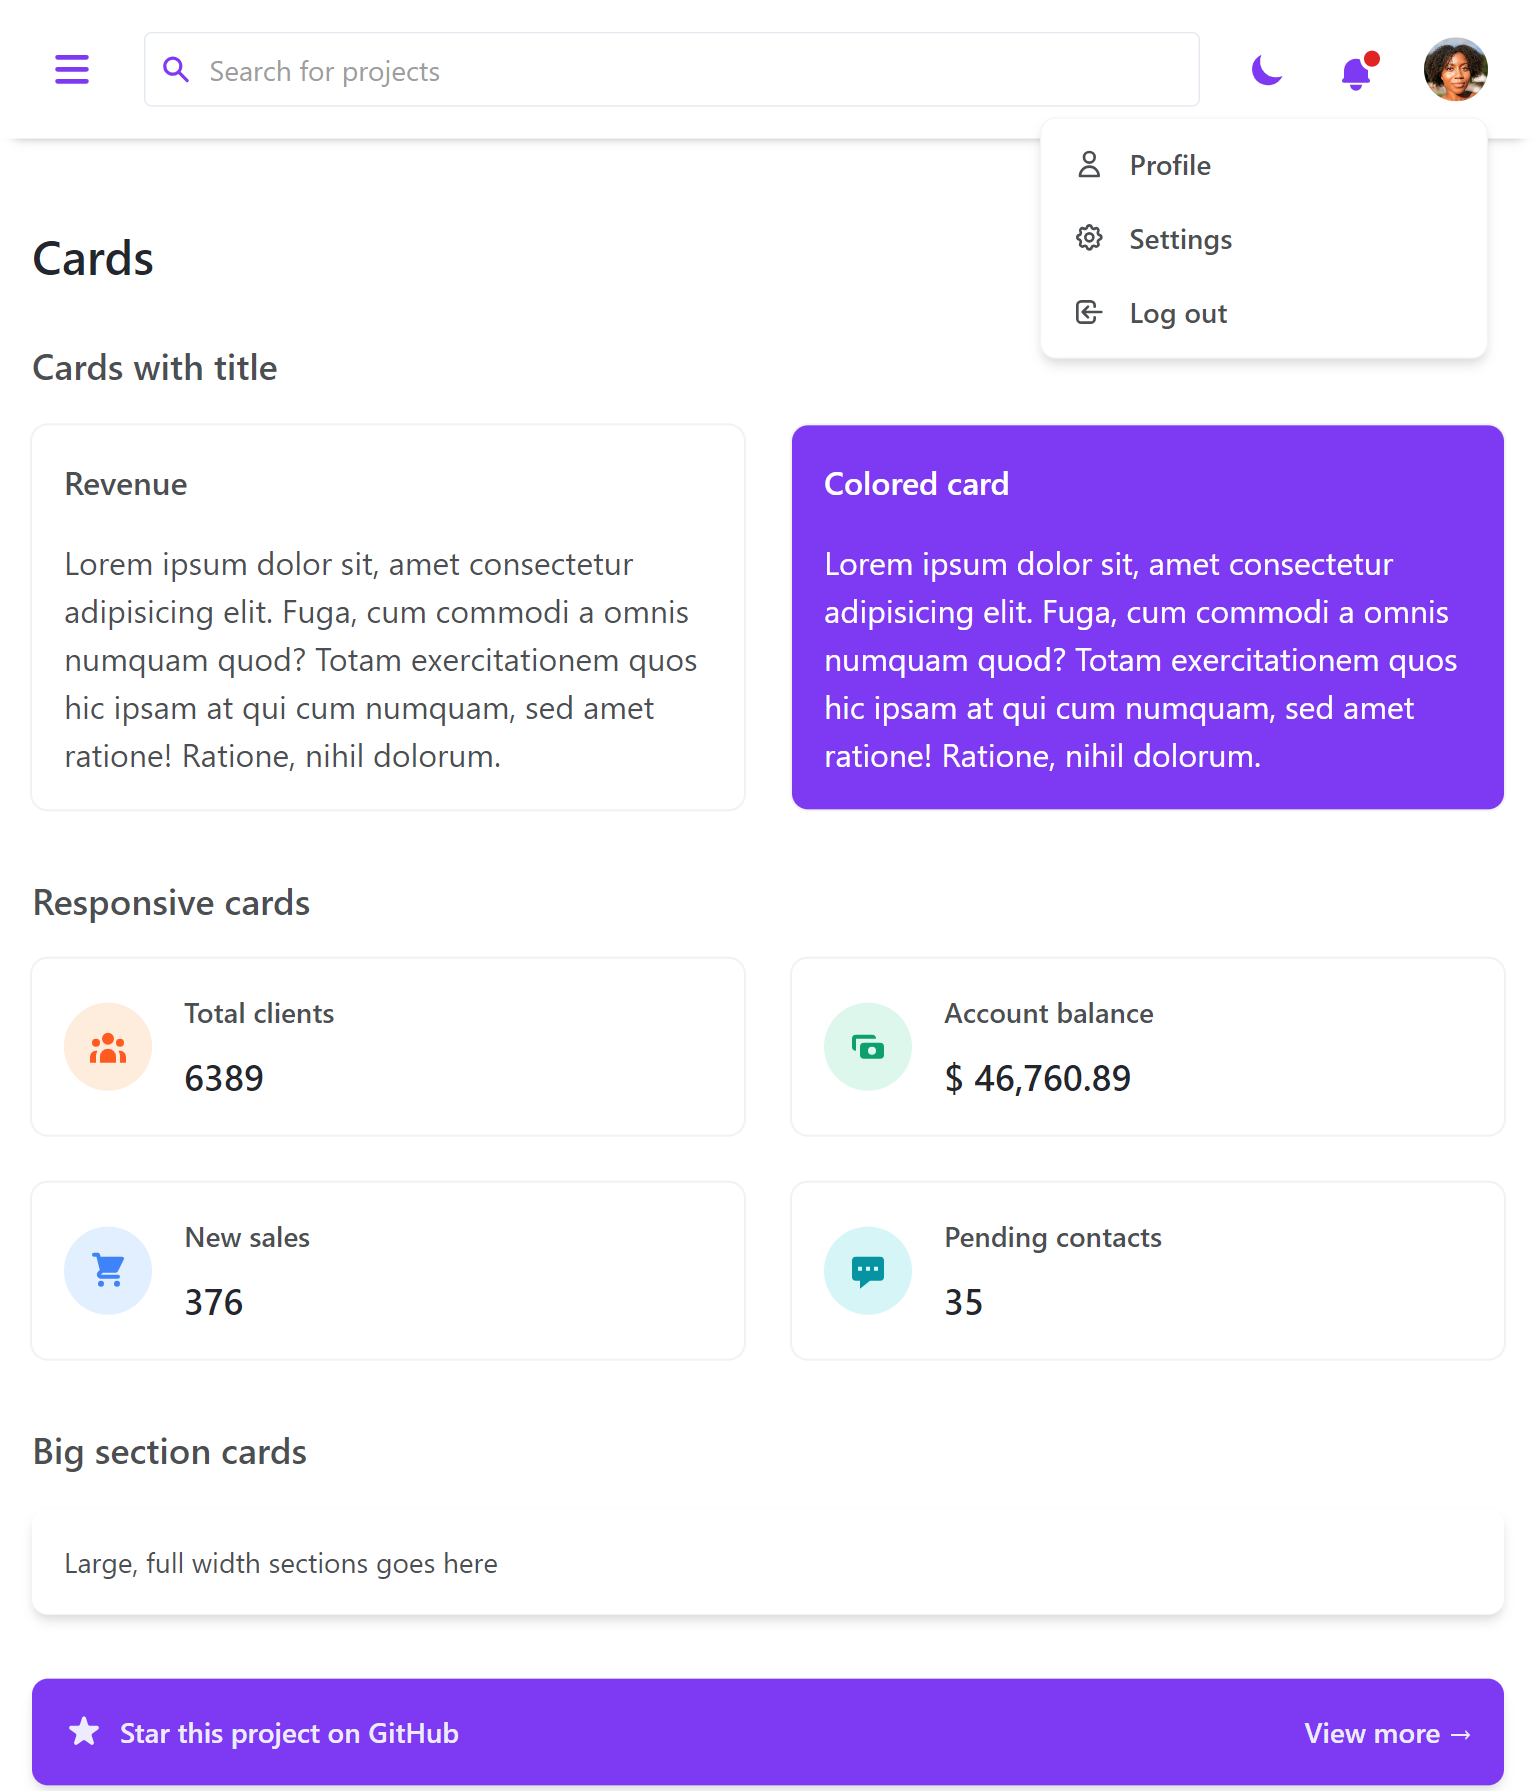 Search for projects
Profile
Settings
Log out
Cards
Cards with title
Revenue
Lorem ipsum dolor sit, amet consectetur
adipisicing elit. Fuga, cum commodi a omnis
numquam quod? Totam exercitationem quos
hic ipsam at qui cum numquam, sed amet
ratione! Ratione, nihil dolorum.
Colored card
Lorem ipsum dolor sit, amet consectetur
adipisicing elit. Fuga, cum commodi a omnis
numquam quod? Totam exercitationem quos
hic ipsam at qui cum numquam, sed amet
ratione! Ratione, nihil dolorum.
Responsive cards
Total clients
6389
Account balance
$ 46,760.89
New sales
376
Pending contacts
35
Big section cards
Large, full width sections goes here
Star this project on GitHub
View more →